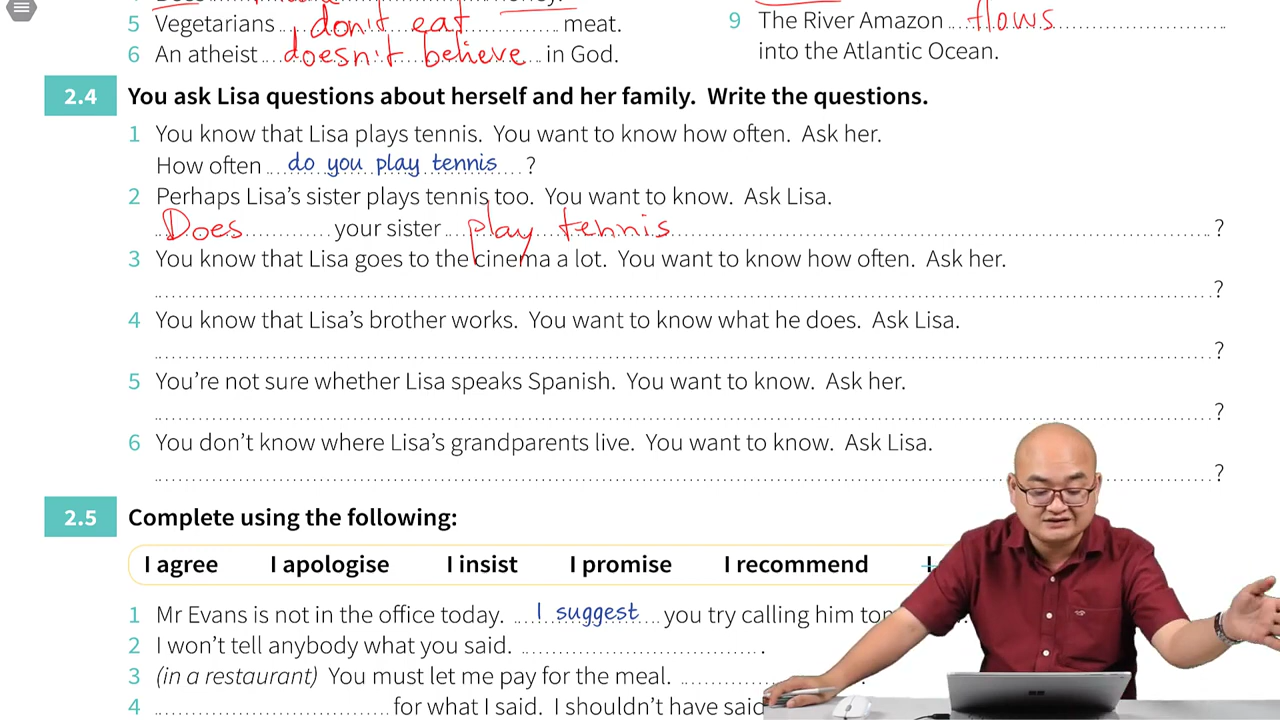 5 Vegetarians don't eat meat.
6 An atheist doesn't believe in God.
9 The River Amazon flows
into the Atlantic Ocean.
2.4 You ask Lisa questions about herself and her family. Write the questions.
1 You know that Lisa plays tennis. You want to know how often. Ask her.
How often do you play tennis ?
2 Perhaps Lisa's sister plays tennis too. You want to know. Ask Lisa.
Does your sister play tennis ?
3 You know that Lisa goes to the cinema a lot. You want to know how often. Ask her.
?
4 You know that Lisa's brother works. You want to know what he does. Ask Lisa.
?
5 You're not sure whether Lisa speaks Spanish. You want to know. Ask her.
?
6 You don't know where Lisa's grandparents live. You want to know. Ask Lisa.
?
2.5 Complete using the following:
I agree I apologise I insist I promise I recommend
1 Mr Evans is not in the office today. I suggest you try calling him
2 I won't tell anybody what you said. .
3 (in a restaurant) You must let me pay for the meal. .
4 for what I said. I shouldn't have said